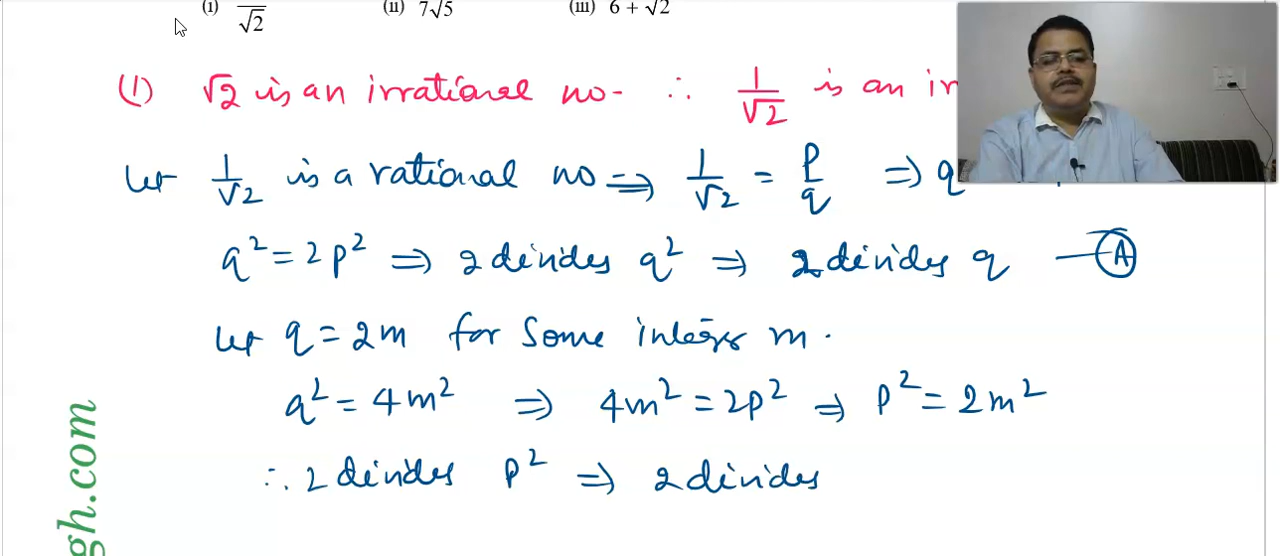 (i) 1/√2 (ii) 7√5 (iii) 6 + √2
(1) √2 is an irrational no- ∴ 1/√2 is an ir
Let 1/√2 is a rational no ⇒ 1/√2 = p/q ⇒ q
q² = 2p² ⇒ 2 divides q² ⇒ 2 divides q —(A)
Let q = 2m for some integer m.
q² = 4m² ⇒ 4m² = 2p² ⇒ p² = 2m²
∴ 2 divides p² ⇒ 2 divides
gh.com